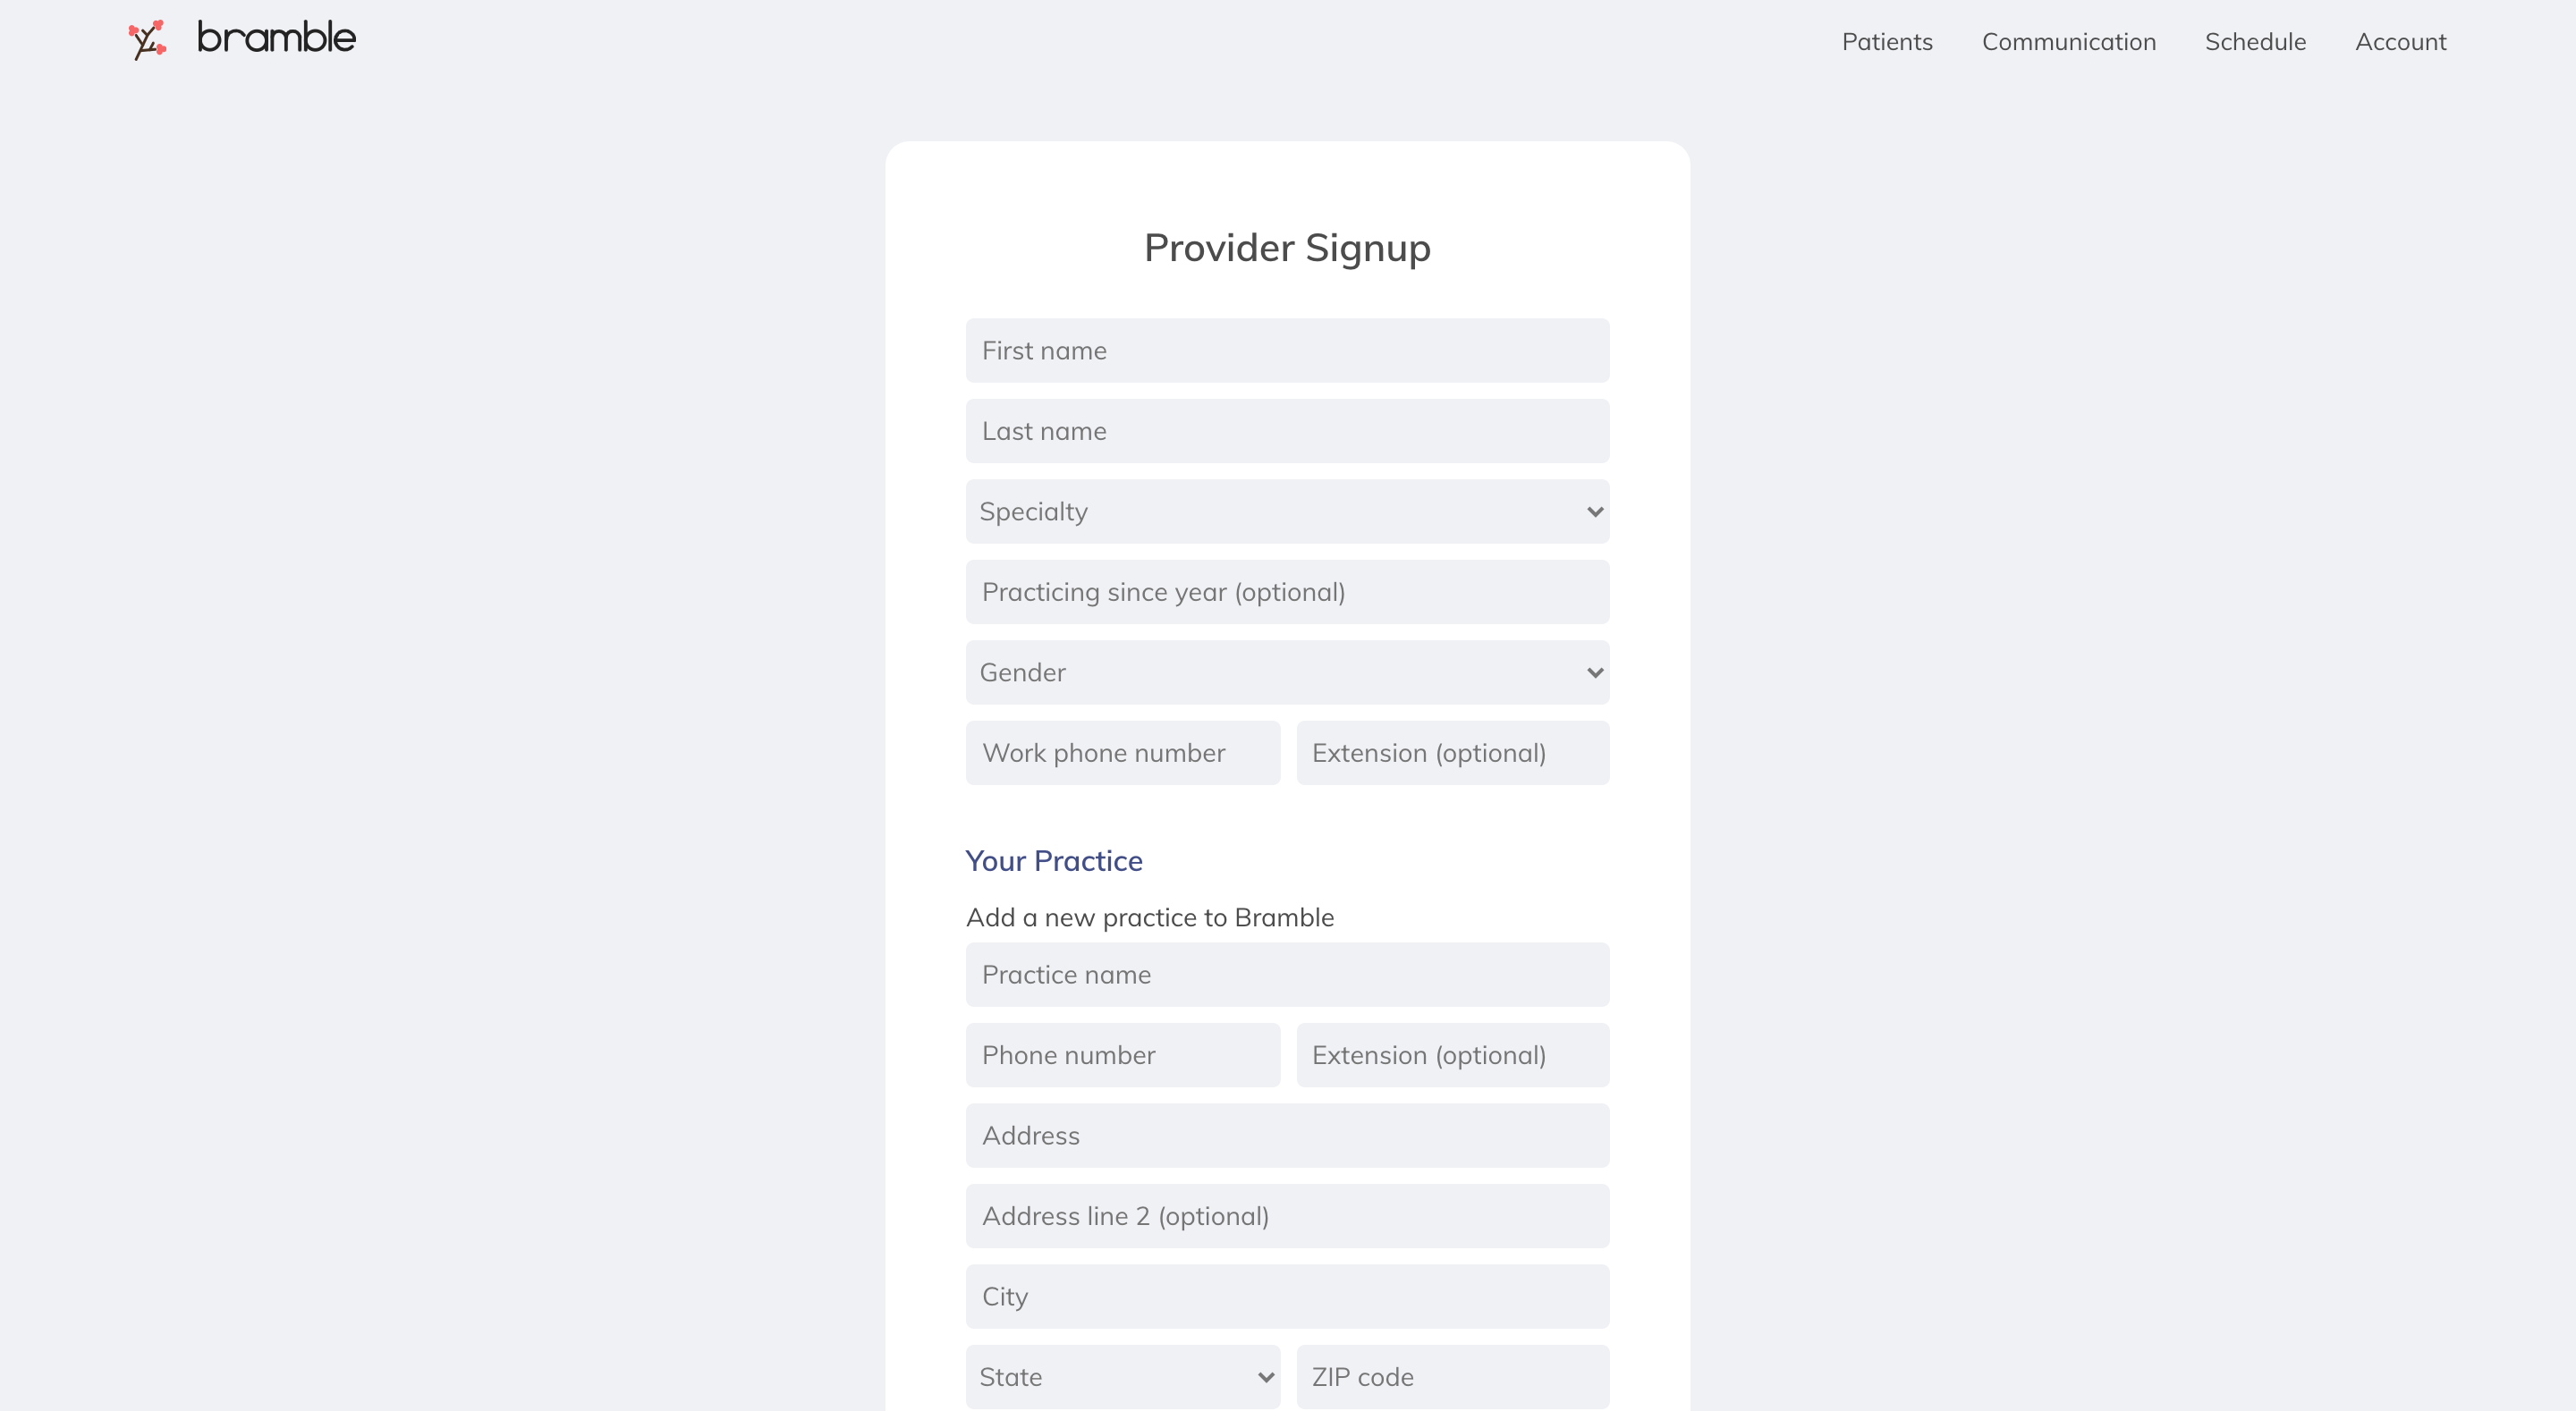 bramble
Patients Communication Schedule Account
Provider Signup
First name
Last name
Specialty
Practicing since year (optional)
Gender
Work phone number Extension (optional)
Your Practice
Add a new practice to Bramble
Practice name
Phone number Extension (optional)
Address
Address line 2 (optional)
City
State ZIP code